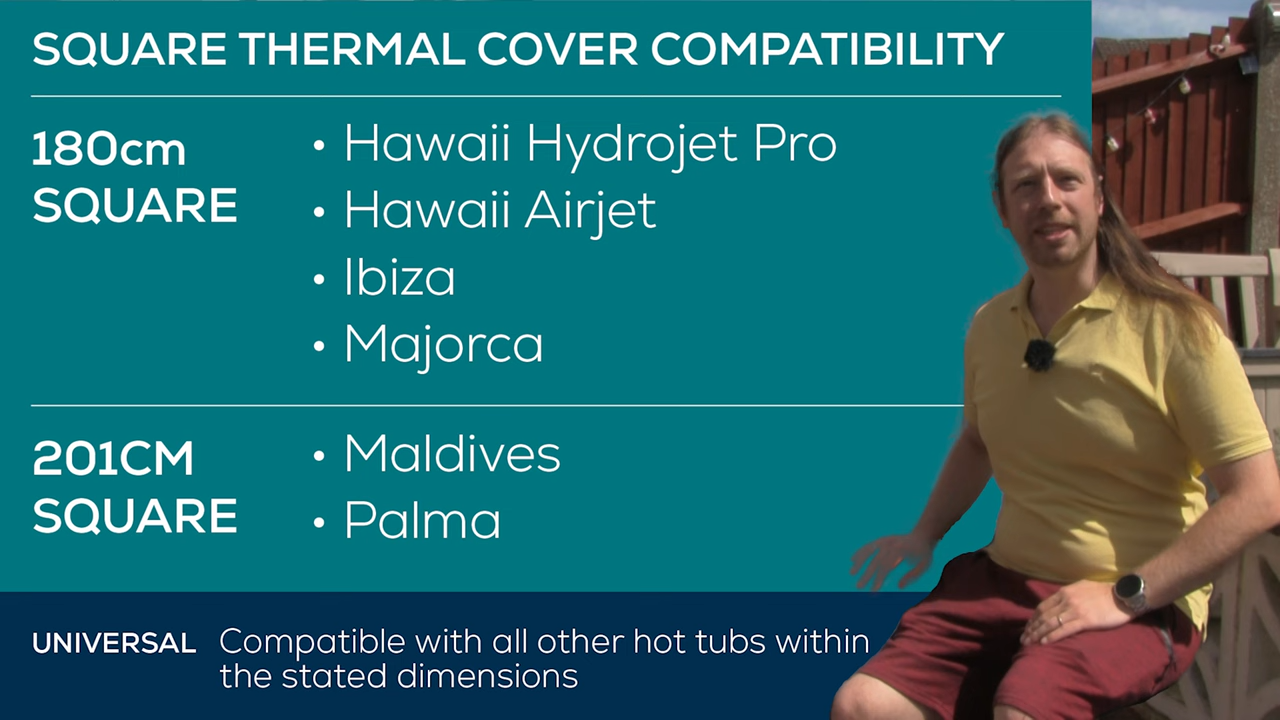 SQUARE THERMAL COVER COMPATIBILITY
180cm
SQUARE
• Hawaii Hydrojet Pro
• Hawaii Airjet
• Ibiza
• Majorca
201CM
SQUARE
• Maldives
• Palma
UNIVERSAL Compatible with all other hot tubs within
the stated dimensions